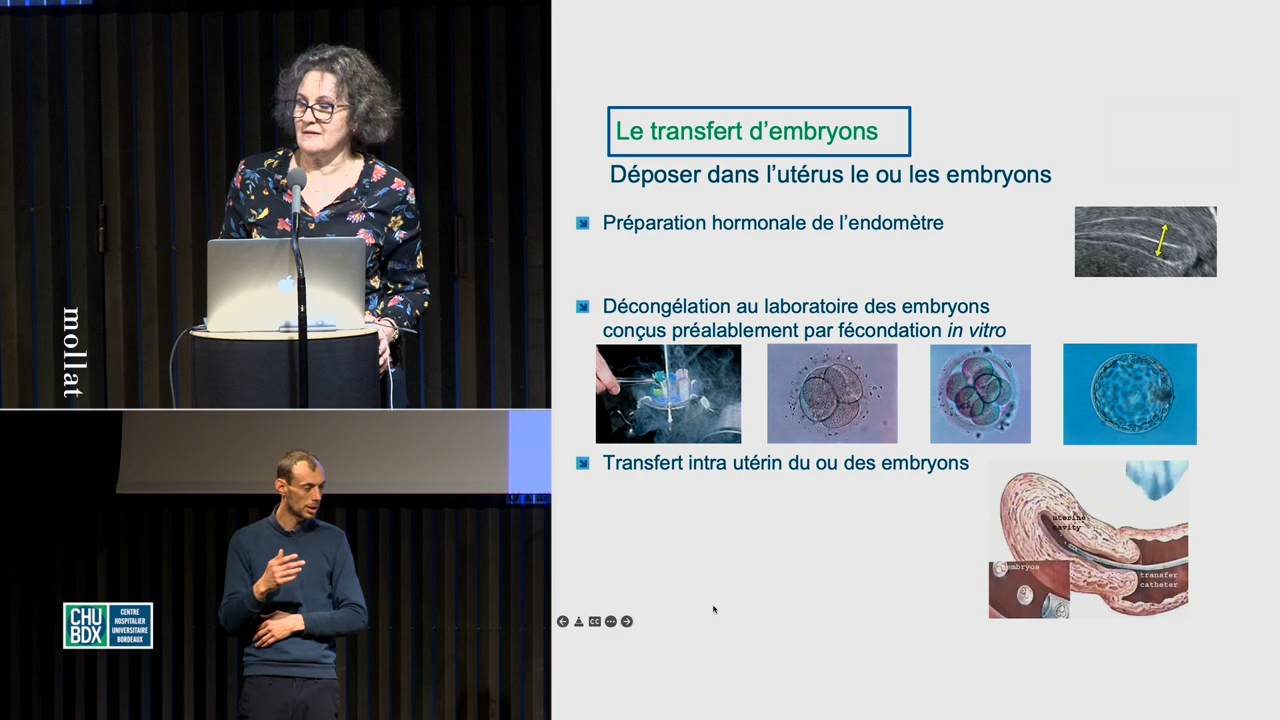 mollat
CHU
BDX
CENTRE
HOSPITALIER
UNIVERSITAIRE
BORDEAUX
Le transfert d’embryons
Déposer dans l’utérus le ou les embryons
Préparation hormonale de l’endomètre
Décongélation au laboratoire des embryons
conçus préalablement par fécondation in vitro
Transfert intra utérin du ou des embryons
uterine
cavity
embryos
transfer
catheter
CC